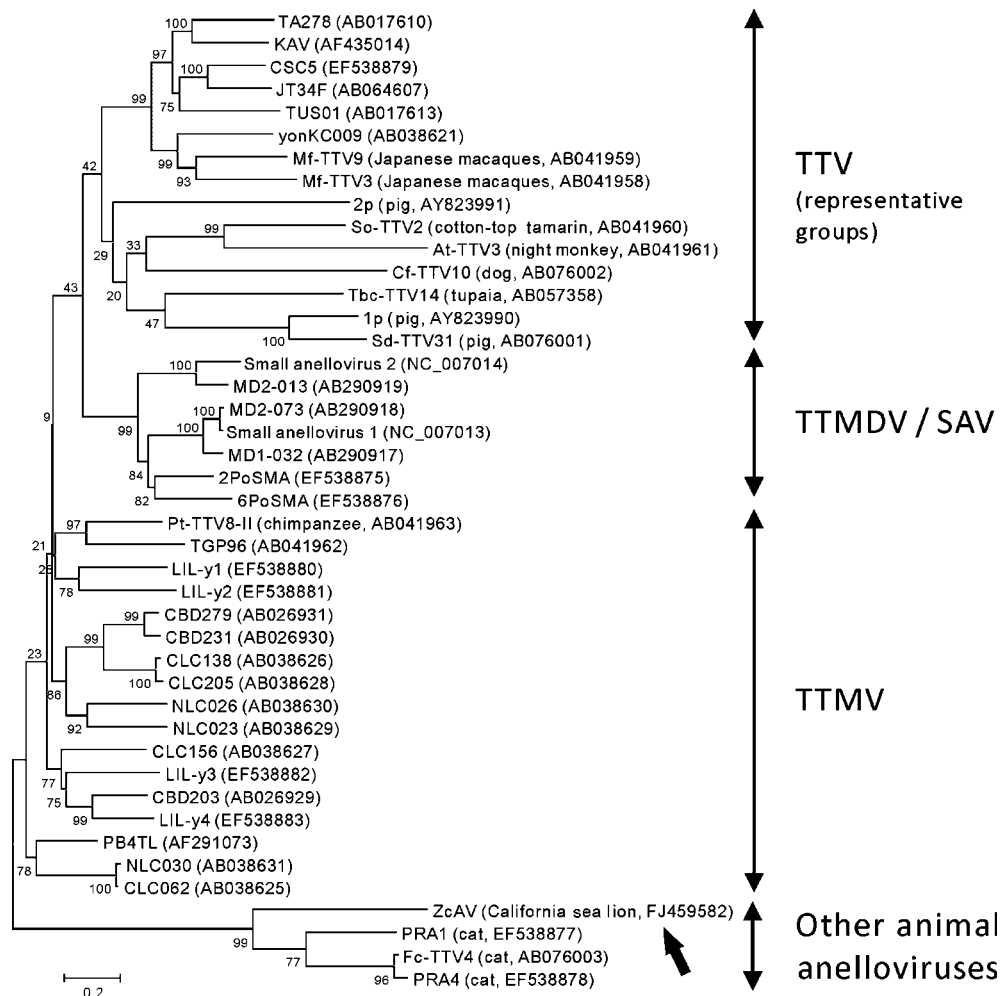 TA278 (AB017610)
KAV (AF435014)
CSC5 (EF538879)
JT34F (AB064607)
TUS01 (AB017613)
yonKC009 (AB038621)
Mf-TTV9 (Japanese macaques, AB041959)
Mf-TTV3 (Japanese macaques, AB041958)
2p (pig, AY823991)
So-TTV2 (cotton-top tamarin, AB041960)
At-TTV3 (night monkey, AB041961)
Cf-TTV10 (dog, AB076002)
Tbc-TTV14 (tupaia, AB057358)
1p (pig, AY823990)
Sd-TTV31 (pig, AB076001)
Small anellovirus 2 (NC_007014)
MD2-013 (AB290919)
MD2-073 (AB290918)
Small anellovirus 1 (NC_007013)
MD1-032 (AB290917)
2PoSMA (EF538875)
6PoSMA (EF538876)
Pt-TTV8-II (chimpanzee, AB041963)
TGP96 (AB041962)
LIL-y1 (EF538880)
LIL-y2 (EF538881)
CBD279 (AB026931)
CBD231 (AB026930)
CLC138 (AB038626)
CLC205 (AB038628)
NLC026 (AB038630)
NLC023 (AB038629)
CLC156 (AB038627)
LIL-y3 (EF538882)
CBD203 (AB026929)
LIL-y4 (EF538883)
PB4TL (AF291073)
NLC030 (AB038631)
CLC062 (AB038625)
ZcAV (California sea lion, FJ459582)
PRA1 (cat, EF538877)
Fc-TTV4 (cat, AB076003)
PRA4 (cat, EF538878)
100
97
100
75
99
99
93
42
99
33
29
20
47
100
43
100
99
100
100
84
82
9
97
21
78
99
99
100
23
86
92
77
75
99
78
100
99
77
96
0.2
TTV
(representative
groups)
TTMDV / SAV
TTMV
Other animal
anelloviruses